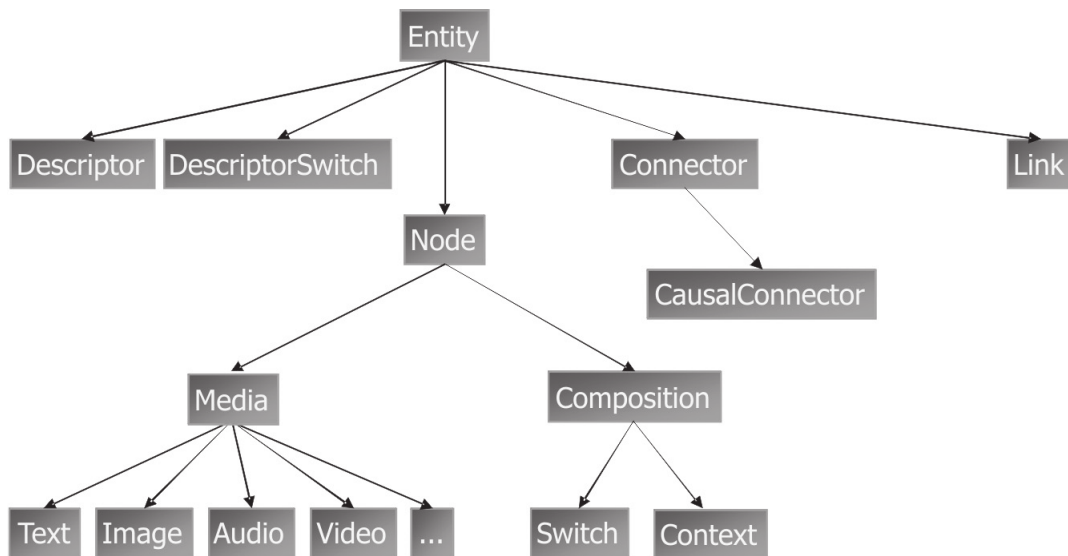 Entity
Descriptor
DescriptorSwitch
Connector
Link
Node
CausalConnector
Media
Composition
Text
Image
Audio
Video
...
Switch
Context